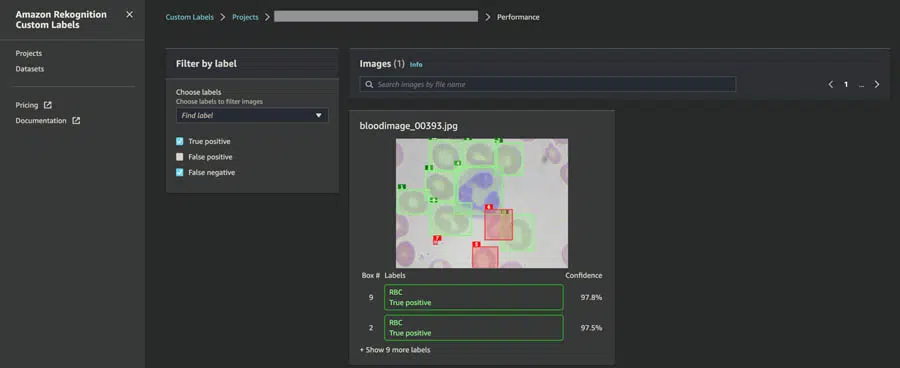 Amazon Rekognition
Custom Labels
Projects
Datasets
Pricing
Documentation
Custom Labels
Projects
Performance
Filter by label
Choose labels
Choose labels to filter images
Find label
True positive
False positive
False negative
Images (1) Info
Search images by file name
1 ...
bloodimage_00393.jpg
6
7
5
Box # Labels Confidence
9 RBC 97.8%
True positive
2 RBC 97.5%
True positive
+ Show 9 more labels